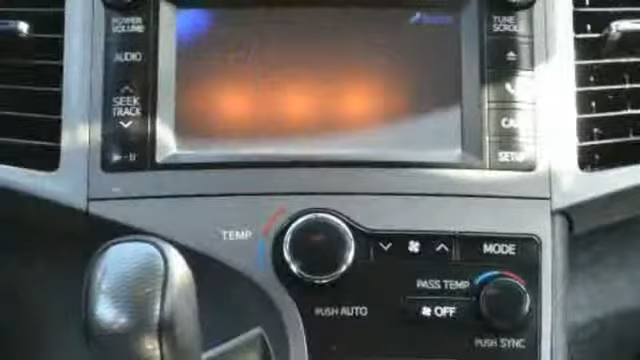 POWER
VOLUME
AUDIO
SEEK
TRACK
TUNE
SCROLL
CAR
SETUP
TEMP
MODE
PASS TEMP
OFF
PUSH AUTO
PUSH SYNC